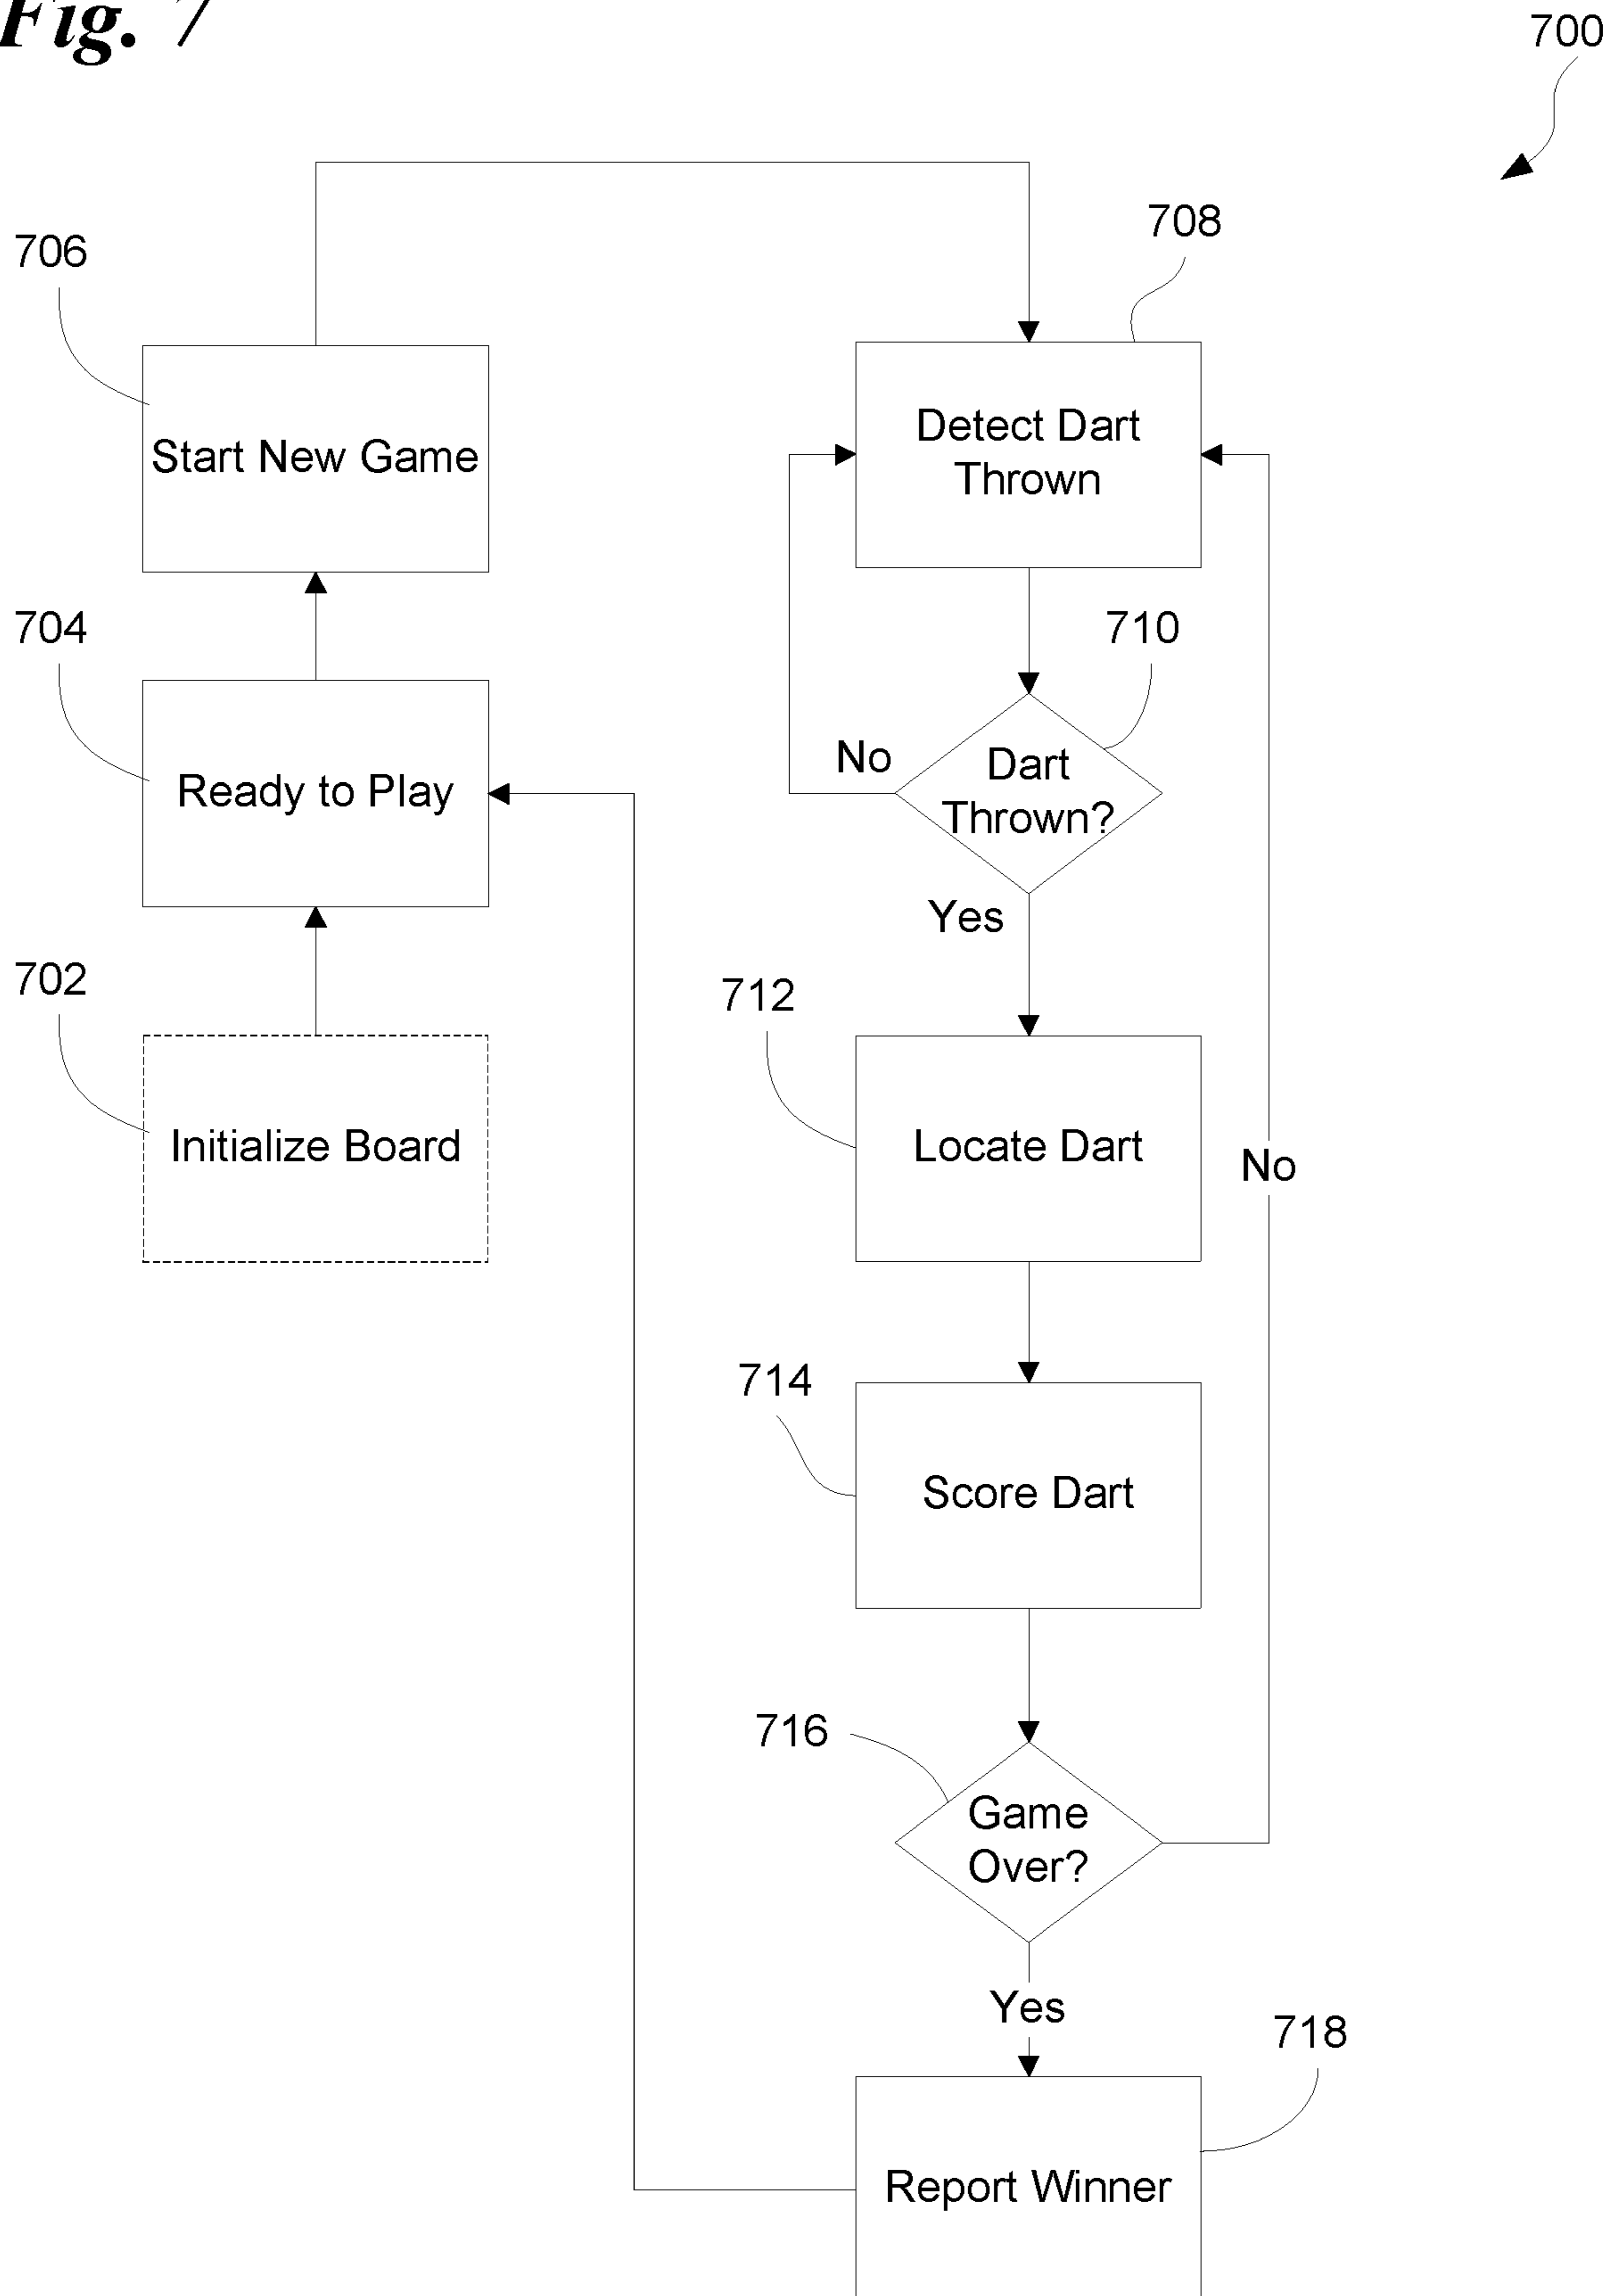 Fig. 7
700
706
708
Start New Game
Detect Dart
Thrown
704
710
Ready to Play
No
Dart
Thrown?
Yes
702
712
Initialize Board
Locate Dart
No
714
Score Dart
716
Game
Over?
Yes
718
Report Winner